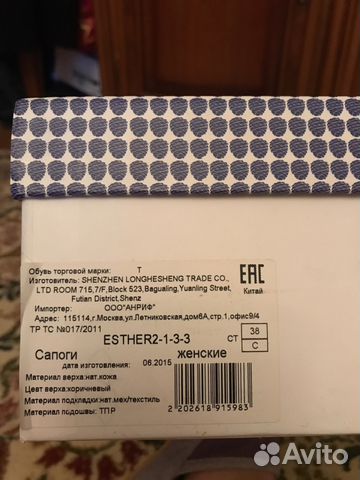 Обувь торговой марки: Т
Изготовитель: SHENZHEN LONGHESHENG TRADE CO.,
LTD ROOM 715,7/F,Block 523,Bagualing,Yuanling Street,
Futian District,Shenz
Импортер: ООО"АНРИФ"
Адрес: 115114,г.Москва,ул.Летниковская,дом6А,стр.1,офис9/4
ТР ТС №017/2011
EAC
Китай
ESTHER2-1-3-3
СТ 38
С
Сапоги женские
дата изготовления: 06.2015
Материал верха:нат.кожа
Цвет верха:коричневый
Материал подкладки:нат.мех/текстиль
Материал подошвы: ТПР
2 202618 915983
Avito